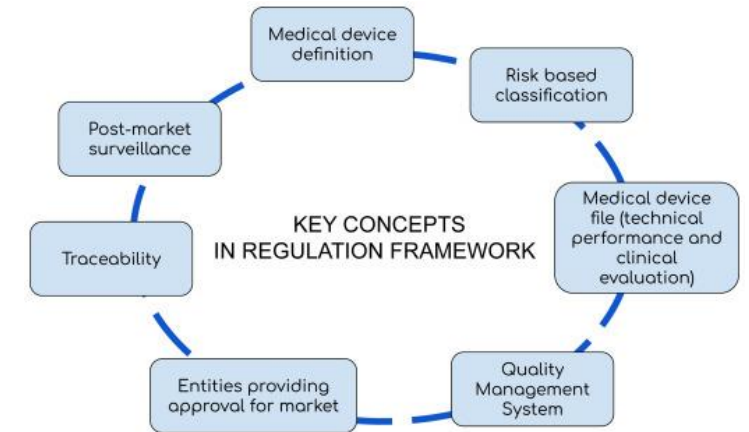 Medical device
definition
Risk based
classification
Medical device
file (technical
performance and
clinical
evaluation)
Quality
Management
System
Entities providing
approval for market
Traceability
Post-market
surveillance
KEY CONCEPTS
IN REGULATION FRAMEWORK